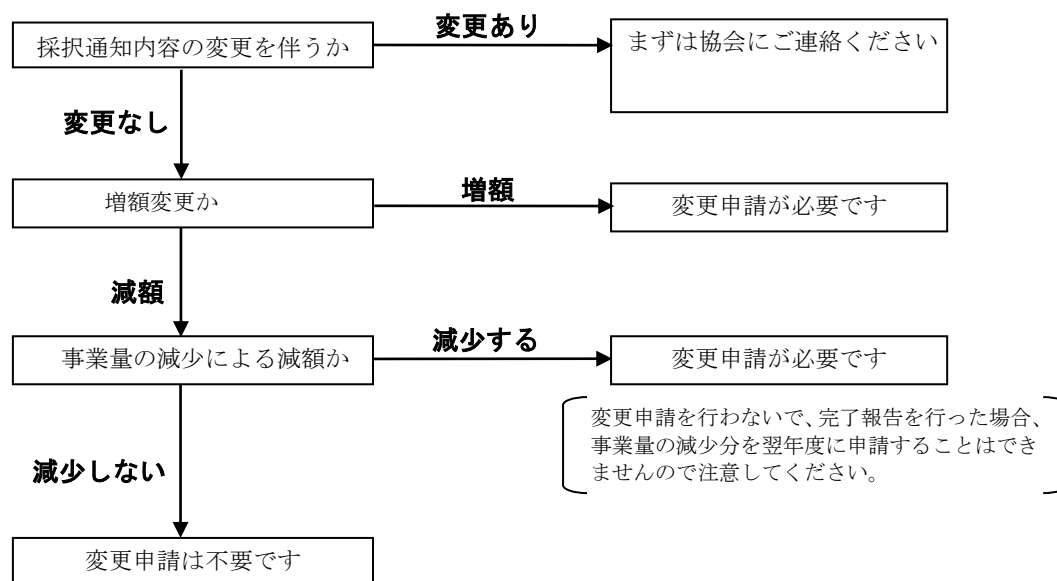 採択通知内容の変更を伴うか
変更あり
まずは協会にご連絡ください
変更なし
増額変更か
増額
変更申請が必要です
減額
事業量の減少による減額か
減少する
変更申請が必要です
変更申請を行わないで、完了報告を行った場合、
事業量の減少分を翌年度に申請することはでき
ませんので注意してください。
減少しない
変更申請は不要です